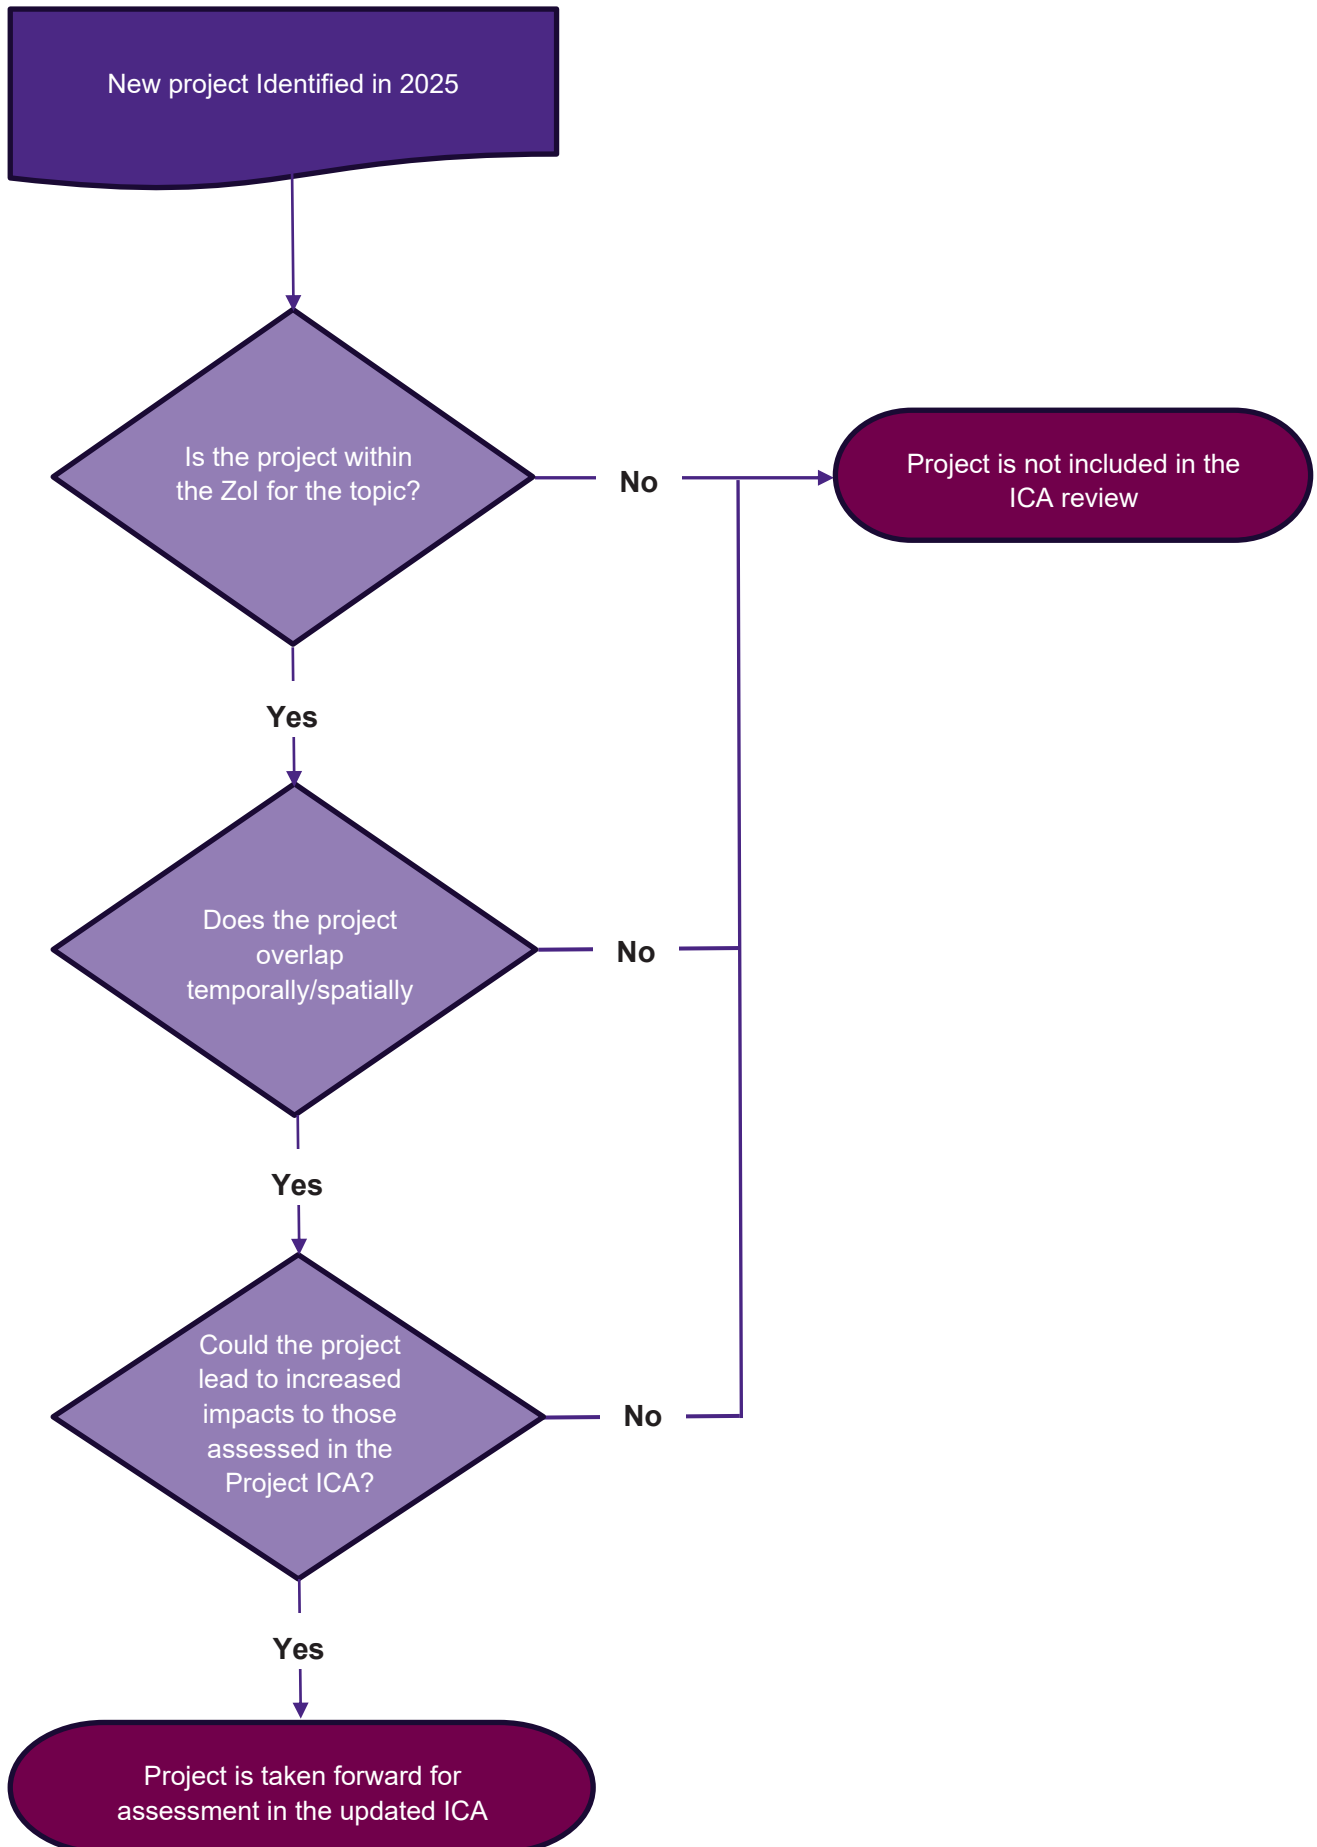 New project Identified in 2025
Is the project within
the ZoI for the topic?
No
Project is not included in the
ICA review
Yes
Does the project
overlap
temporally/spatially
No
Yes
Could the project
lead to increased
impacts to those
assessed in the
Project ICA?
No
Yes
Project is taken forward for
assessment in the updated ICA